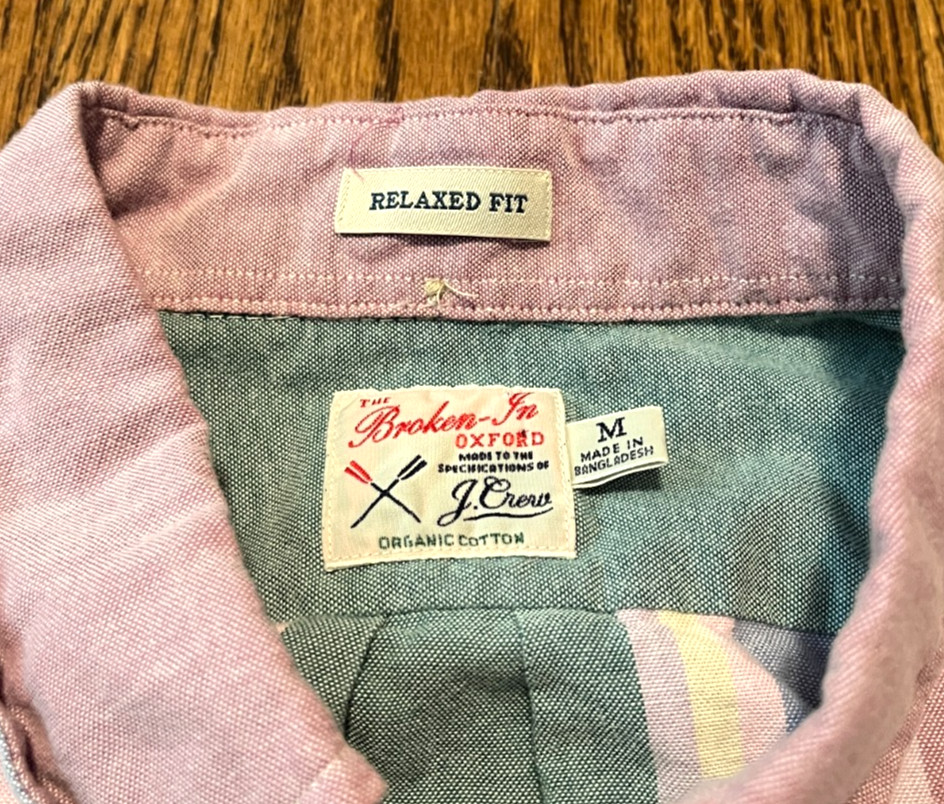 RELAXED FIT
THE
Broken-In
OXFORD
MADE TO THE
SPECIFICATIONS OF
J.Crew
ORGANIC COTTON
M
MADE IN
BANGLADESH